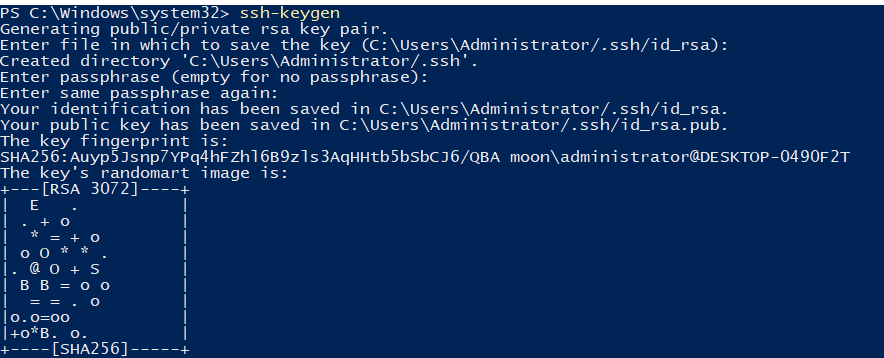 PS C:\Windows\system32> ssh-keygen
Generating public/private rsa key pair.
Enter file in which to save the key (C:\Users\Administrator/.ssh/id_rsa):
Created directory 'C:\Users\Administrator/.ssh'.
Enter passphrase (empty for no passphrase):
Enter same passphrase again:
Your identification has been saved in C:\Users\Administrator/.ssh/id_rsa.
Your public key has been saved in C:\Users\Administrator/.ssh/id_rsa.pub.
The key fingerprint is:
SHA256:Auyp5Jsnp7YPq4hFZhl6B9zls3AqHHtb5bSbCJ6/QBA moon\administrator@DESKTOP-0490F2T
The key's randomart image is:
+---[RSA 3072]----+
|  E   .          |
| . + o           |
|  * = + o        |
| o O * * .       |
|. @ O + S        |
| B B = o o       |
|  = = . o        |
|o.o=oo           |
|+o*B. o.         |
+----[SHA256]-----+